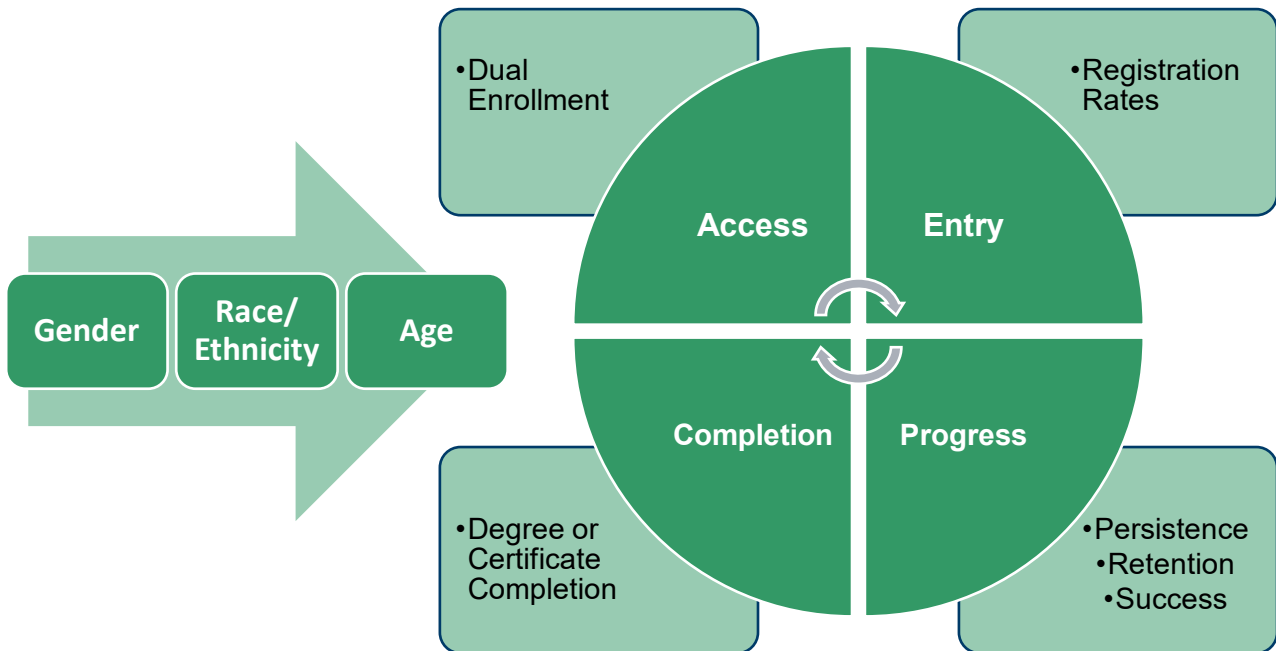 •Dual
Enrollment
•Registration
Rates
Access
Entry
Gender
Race/
Ethnicity
Age
Completion
Progress
•Degree or
Certificate
Completion
•Persistence
•Retention
•Success